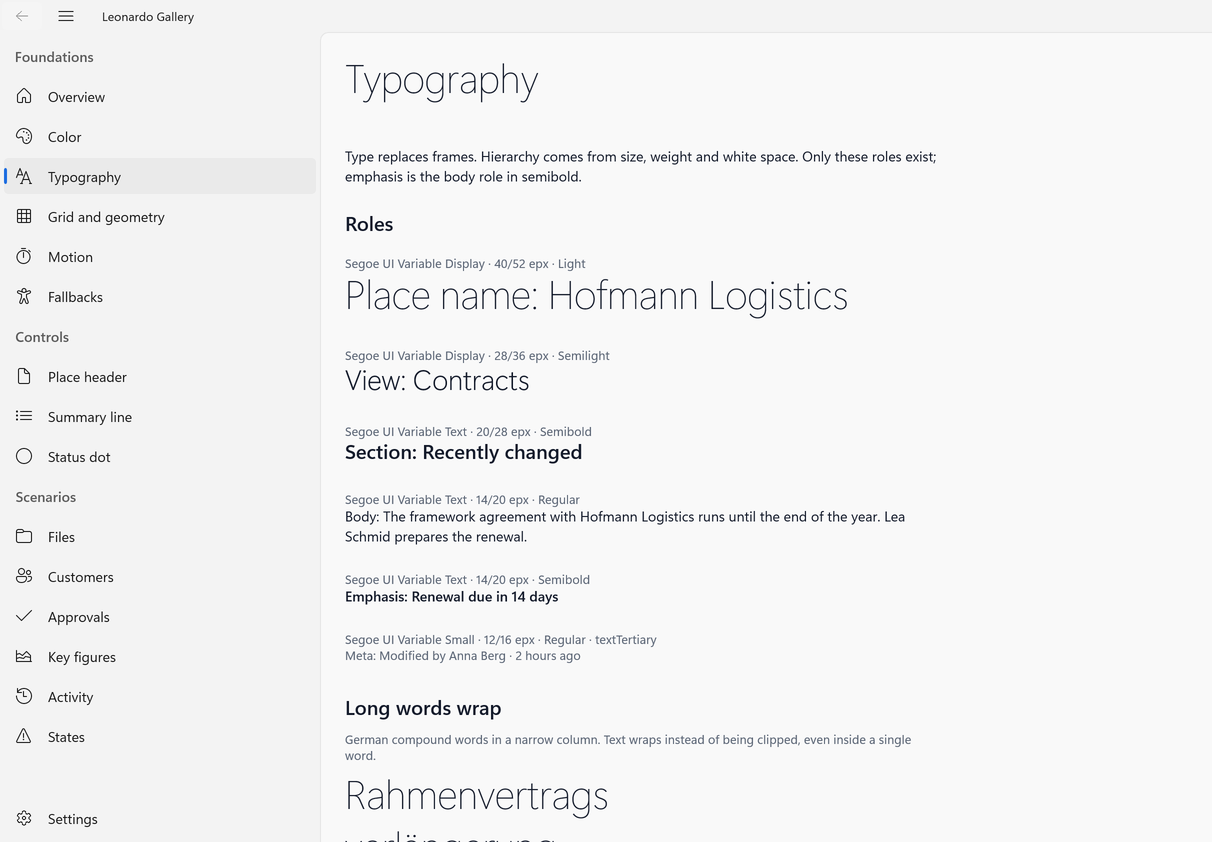 Leonardo Gallery
Foundations
Overview
Color
Typography
Grid and geometry
Motion
Fallbacks
Controls
Place header
Summary line
Status dot
Scenarios
Files
Customers
Approvals
Key figures
Activity
States
Settings
Typography
Type replaces frames. Hierarchy comes from size, weight and white space. Only these roles exist;
emphasis is the body role in semibold.
Roles
Segoe UI Variable Display · 40/52 epx · Light
Place name: Hofmann Logistics
Segoe UI Variable Display · 28/36 epx · Semilight
View: Contracts
Segoe UI Variable Text · 20/28 epx · Semibold
Section: Recently changed
Segoe UI Variable Text · 14/20 epx · Regular
Body: The framework agreement with Hofmann Logistics runs until the end of the year. Lea
Schmid prepares the renewal.
Segoe UI Variable Text · 14/20 epx · Semibold
Emphasis: Renewal due in 14 days
Segoe UI Variable Small · 12/16 epx · Regular · textTertiary
Meta: Modified by Anna Berg · 2 hours ago
Long words wrap
German compound words in a narrow column. Text wraps instead of being clipped, even inside a single
word.
Rahmenvertrags